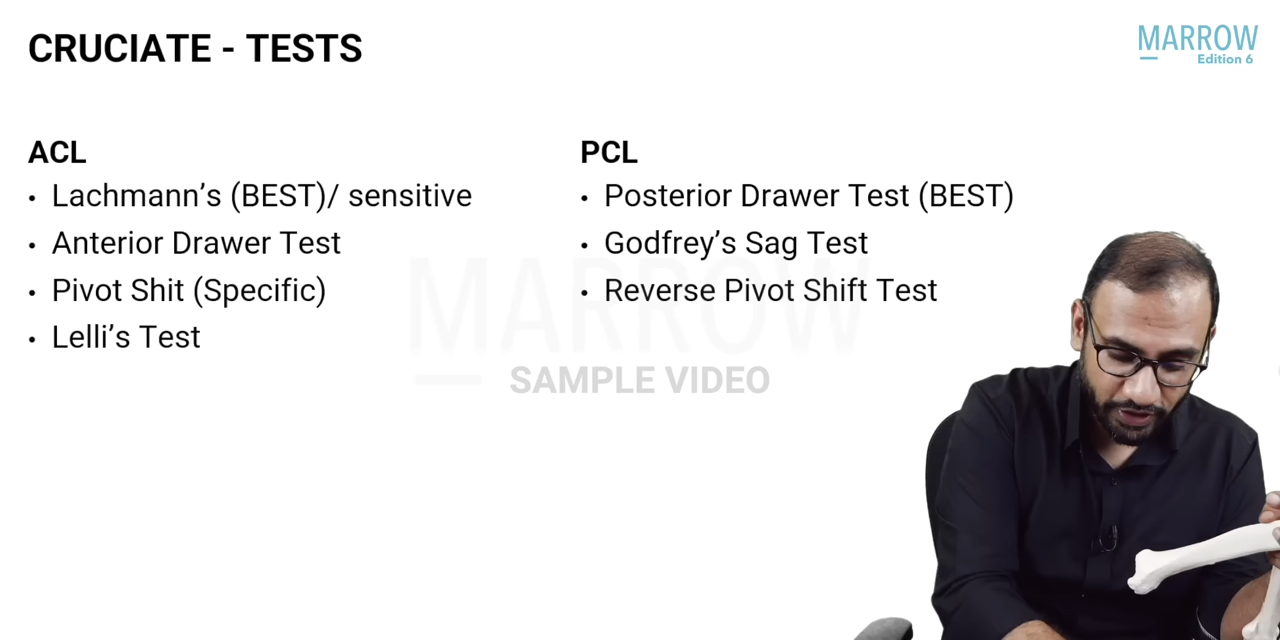 CRUCIATE - TESTS
MARROW
Edition 6
ACL
• Lachmann’s (BEST)/ sensitive
• Anterior Drawer Test
• Pivot Shit (Specific)
• Lelli’s Test
PCL
• Posterior Drawer Test (BEST)
• Godfrey’s Sag Test
• Reverse Pivot Shift Test
MARROW
SAMPLE VIDEO